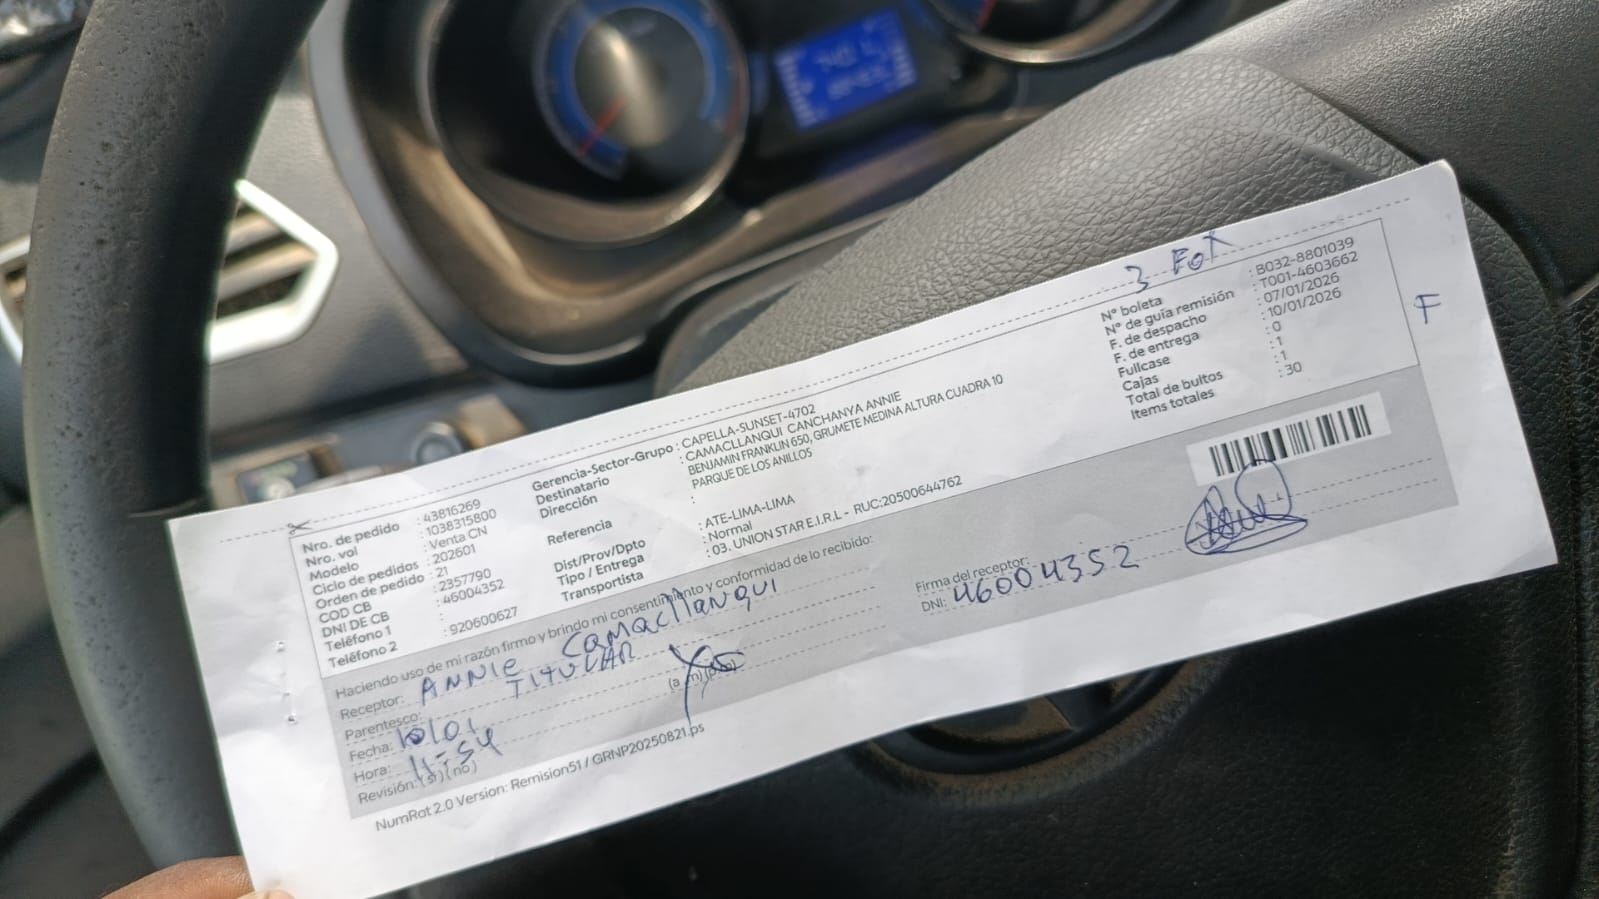 3 FOT
N° boleta : B032-8801039
N° de guía remisión : T001-4603662
F. de despacho : 07/01/2026
F. de entrega : 10/01/2026
Fullcase : 0
Cajas : 1
Total de bultos : 1
Items totales : 30
F
Nro. de pedido : 43816269
Nro. vol : 1038315800
Modelo : Venta CN
Ciclo de pedidos : 202601
Orden de pedido : 21
COD CB : 2357790
DNI DE CB : 46004352
Teléfono 1 :
Teléfono 2 : 920600627
Gerencia-Sector-Grupo : CAPELLA-SUNSET-4702
Destinatario : CAMACLLANQUI CANCHANYA ANNIE
Dirección : BENJAMIN FRANKLIN 650, GRUMETE MEDINA ALTURA CUADRA 10
PARQUE DE LOS ANILLOS
Referencia :
Dist/Prov/Dpto : ATE-LIMA-LIMA
Tipo / Entrega : Normal
Transportista : 03. UNION STAR E.I.R.L - RUC:20500644762
Haciendo uso de mi razón firmo y brindo mi consentimiento y conformidad de lo recibido:
Receptor: ANNIE Camacllanqui
Parentesco: TITULAR
Fecha: 10/01
Hora: 11-54 (a.m) (p.m)
Revisión: (si) (no)
Firma del receptor:
DNI: 46004352
NumRot 2.0 Version: Remision51 / GRNP20250821.ps